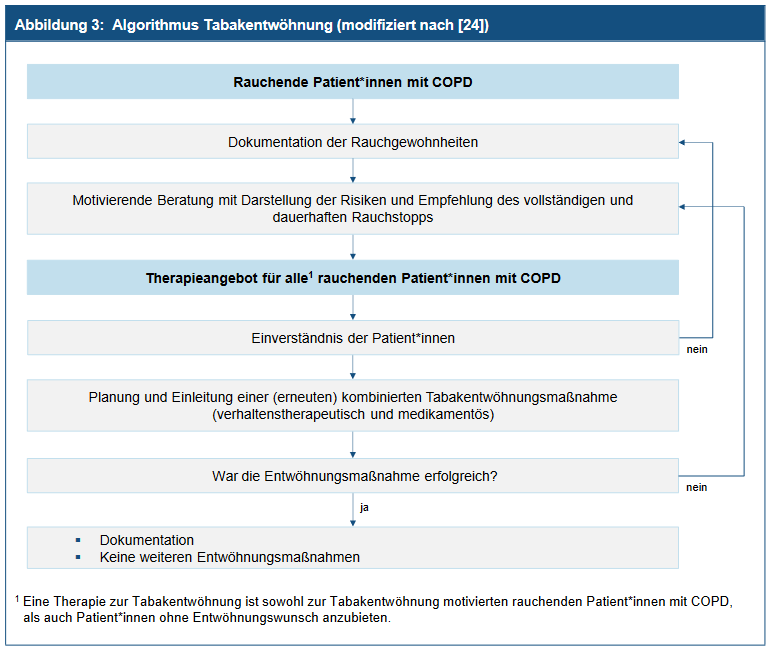 Abbildung 3:  Algorithmus Tabakentwöhnung (modifiziert nach [24])
Rauchende Patient*innen mit COPD
Dokumentation der Rauchgewohnheiten
Motivierende Beratung mit Darstellung der Risiken und Empfehlung des vollständigen und
dauerhaften Rauchstopps
Therapieangebot für alle¹ rauchenden Patient*innen mit COPD
Einverständnis der Patient*innen
nein
Planung und Einleitung einer (erneuten) kombinierten Tabakentwöhnungsmaßnahme
(verhaltenstherapeutisch und medikamentös)
War die Entwöhnungsmaßnahme erfolgreich?
nein
ja
▪ Dokumentation
▪ Keine weiteren Entwöhnungsmaßnahmen
¹ Eine Therapie zur Tabakentwöhnung ist sowohl zur Tabakentwöhnung motivierten rauchenden Patient*innen mit COPD,
als auch Patient*innen ohne Entwöhnungswunsch anzubieten.